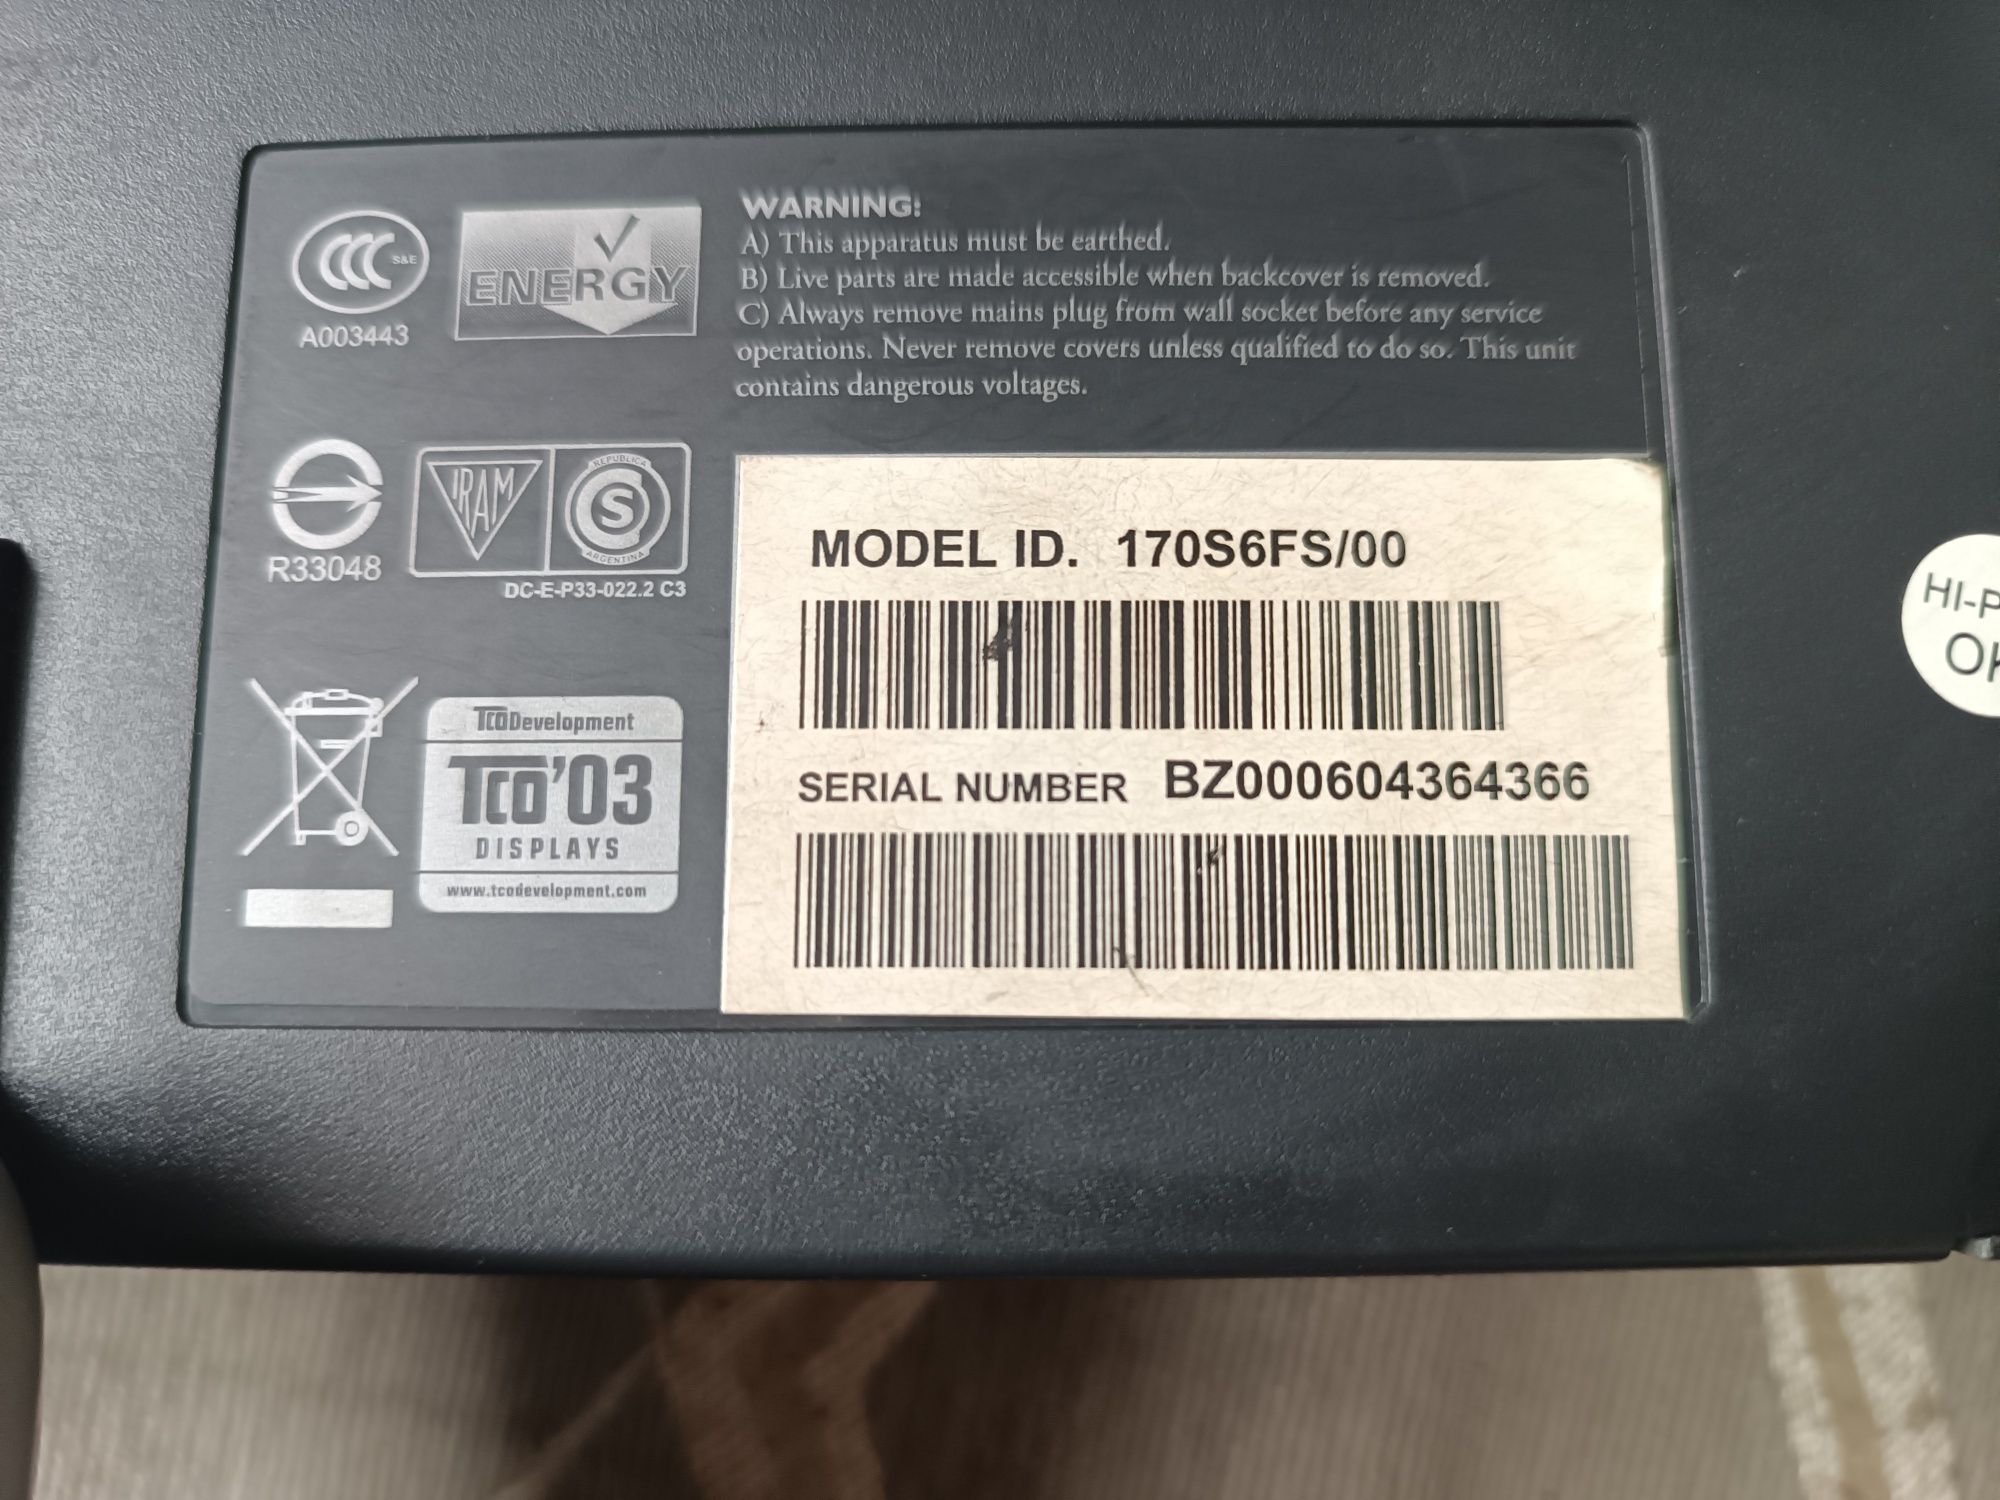 CCC S&E
A003443
ENERGY
WARNING:
A) This apparatus must be earthed.
B) Live parts are made accessible when backcover is removed.
C) Always remove mains plug from wall socket before any service
operations. Never remove covers unless qualified to do so. This unit
contains dangerous voltages.
R33048
IRAM
REPUBLICA
S
ARGENTINA
DC-E-P33-022.2 C3
TCODevelopment
TCO'03
DISPLAYS
www.tcodevelopment.com
MODEL ID. 170S6FS/00
SERIAL NUMBER BZ000604364366
HI-P
OK